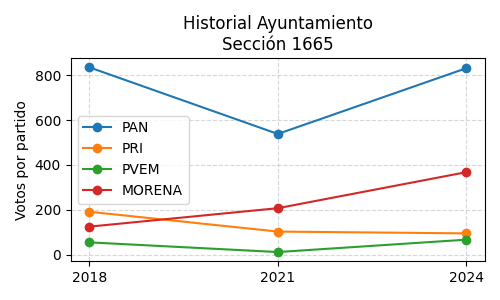 Historial Ayuntamiento
Sección 1665
Votos por partido
800
600
400
200
0
PAN
PRI
PVEM
MORENA
2018
2021
2024